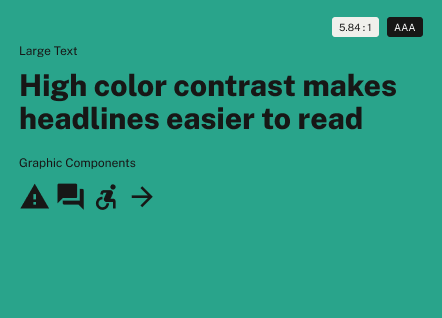 5.84 : 1 AAA
Large Text
High color contrast makes
headlines easier to read
Graphic Components